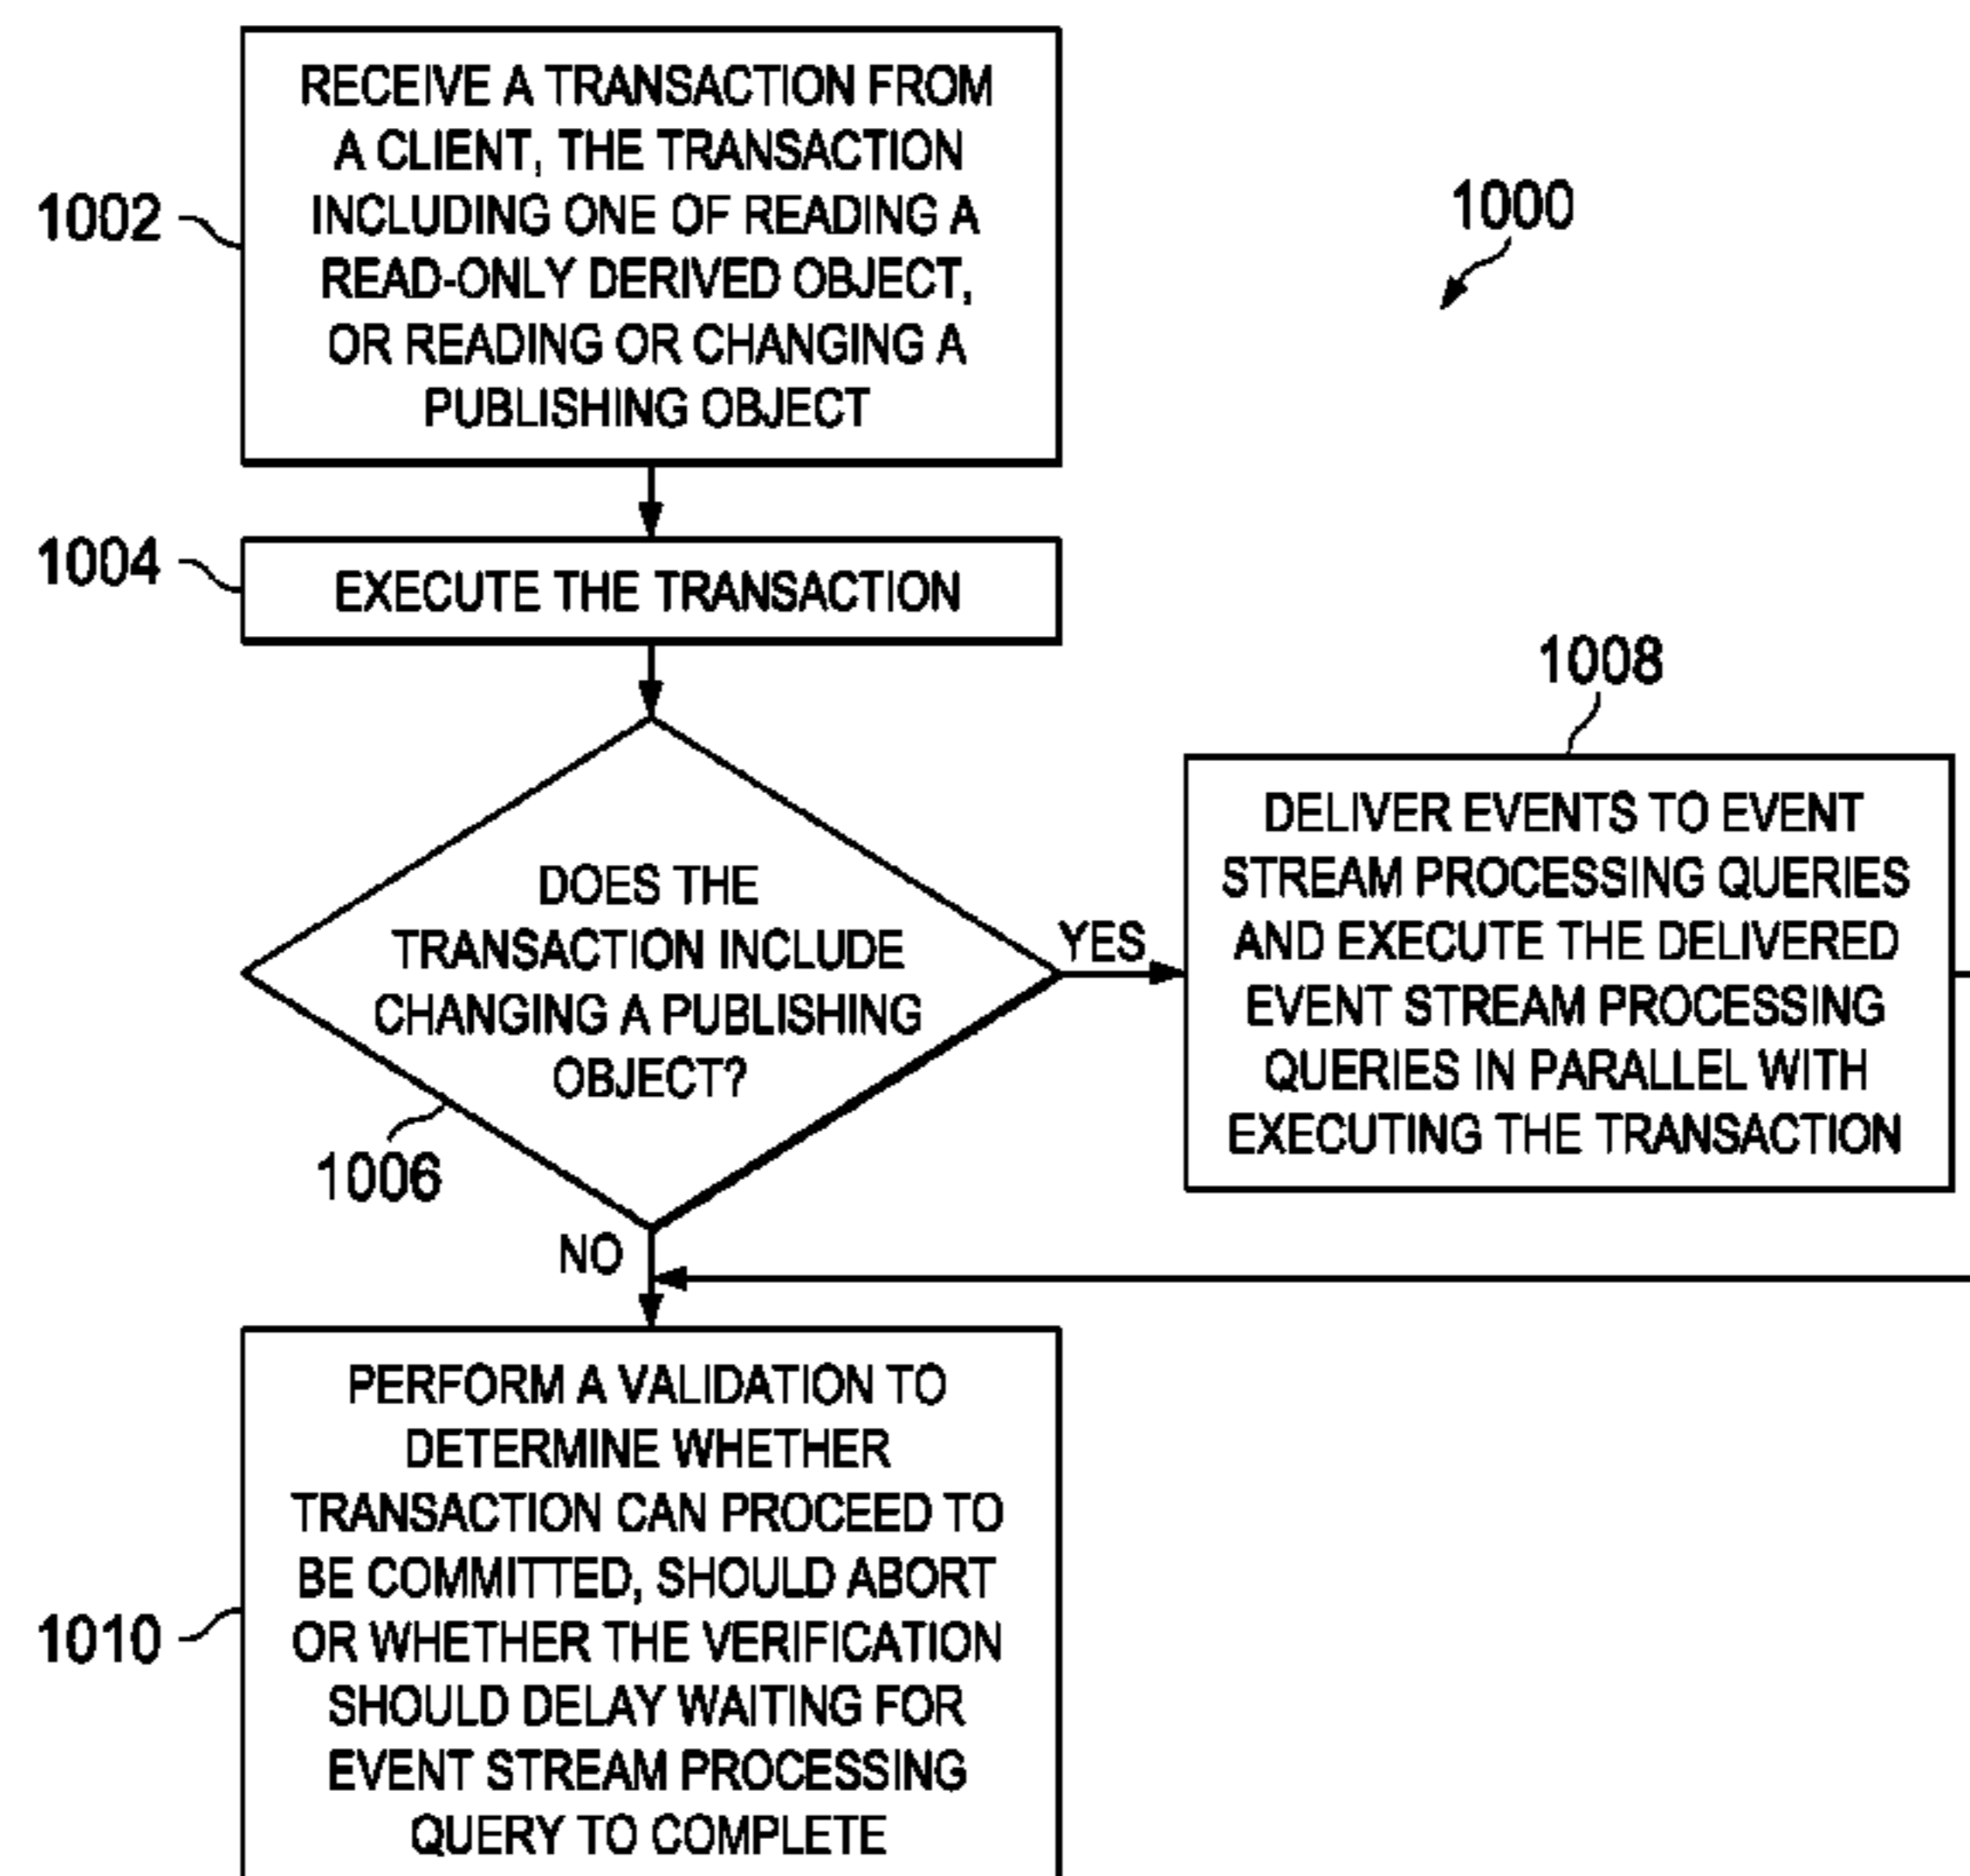 RECEIVE A TRANSACTION FROM
A CLIENT, THE TRANSACTION
INCLUDING ONE OF READING A
READ-ONLY DERIVED OBJECT,
OR READING OR CHANGING A
PUBLISHING OBJECT
1002
1000
1004
EXECUTE THE TRANSACTION
DOES THE
TRANSACTION INCLUDE
CHANGING A PUBLISHING
OBJECT?
1006
YES
NO
1008
DELIVER EVENTS TO EVENT
STREAM PROCESSING QUERIES
AND EXECUTE THE DELIVERED
EVENT STREAM PROCESSING
QUERIES IN PARALLEL WITH
EXECUTING THE TRANSACTION
1010
PERFORM A VALIDATION TO
DETERMINE WHETHER
TRANSACTION CAN PROCEED TO
BE COMMITTED, SHOULD ABORT
OR WHETHER THE VERIFICATION
SHOULD DELAY WAITING FOR
EVENT STREAM PROCESSING
QUERY TO COMPLETE